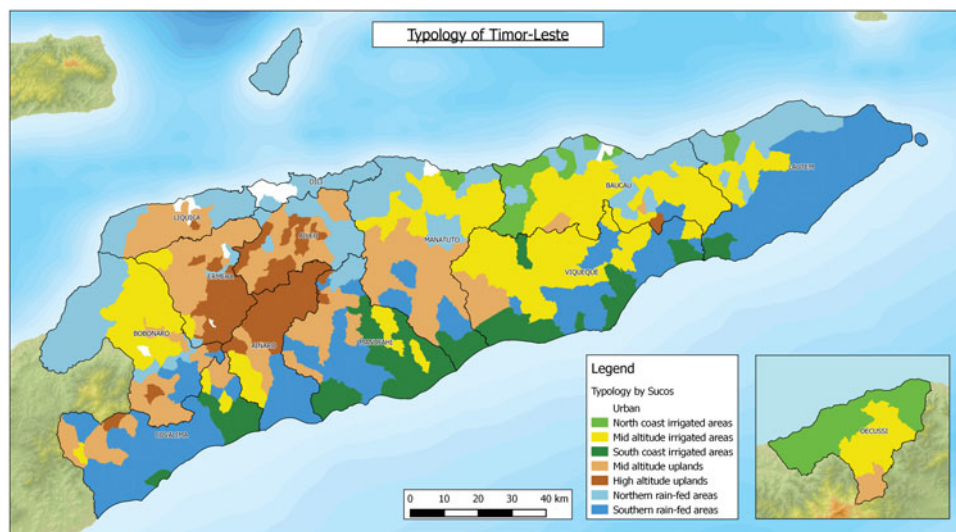 Typology of Timor-Leste
DILI
LAUTEM
BAUCAU
LIQUICA
AILEU
MANATUTO
ERMERA
VIQUEQUE
BOBONARO
AINARO
MANUFAHI
COVALIMA
OECUSSI
Legend
Typology by Sucos
Urban
North coast irrigated areas
Mid altitude irrigated areas
South coast irrigated areas
Mid altitude uplands
High altitude uplands
Northern rain-fed areas
Southern rain-fed areas
0 10 20 30 40 km